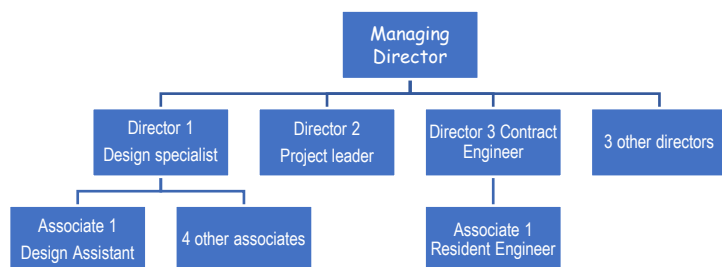 Managing
Director
Director 1
Design specialist
Director 2
Project leader
Director 3 Contract
Engineer
3 other directors
Associate 1
Design Assistant
4 other associates
Associate 1
Resident Engineer